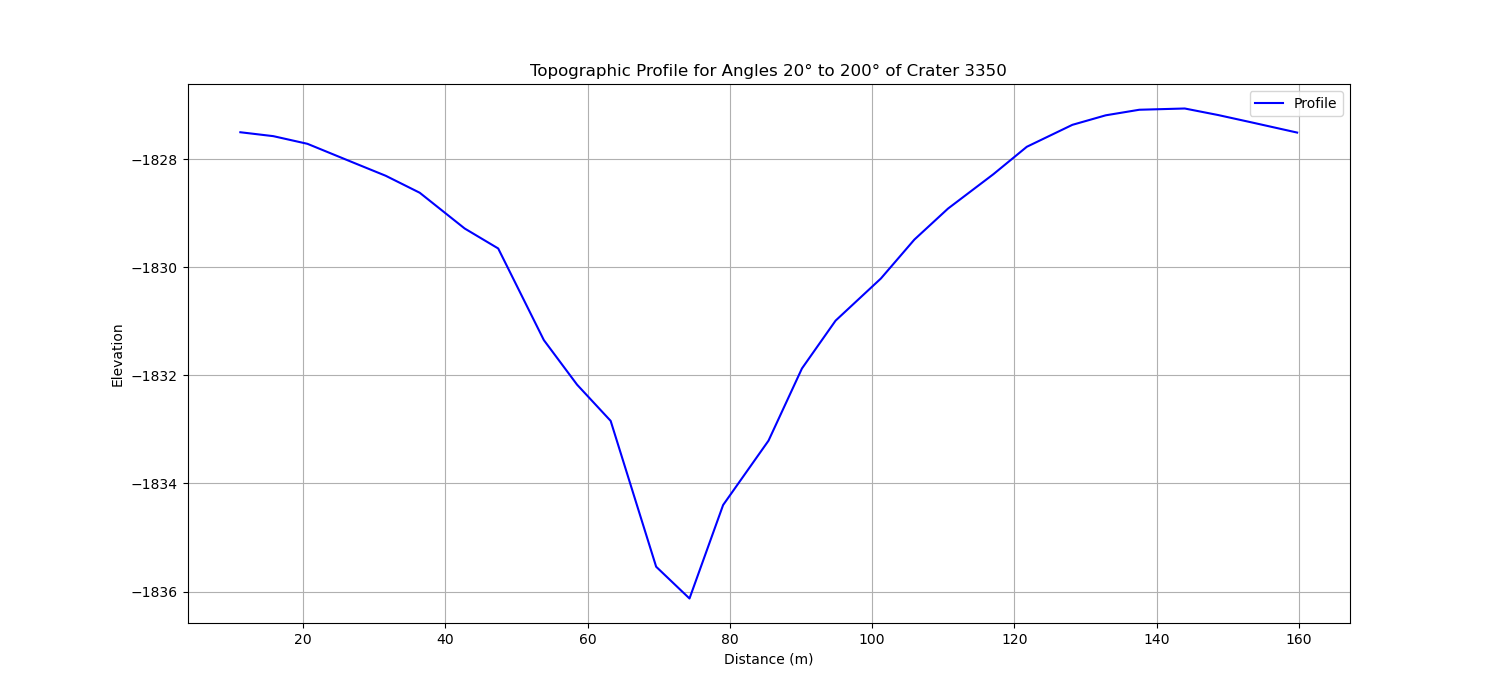 Topographic Profile for Angles 20° to 200° of Crater 3350
Profile
−1828
−1830
−1832
−1834
−1836
Elevation
20 40 60 80 100 120 140 160
Distance (m)